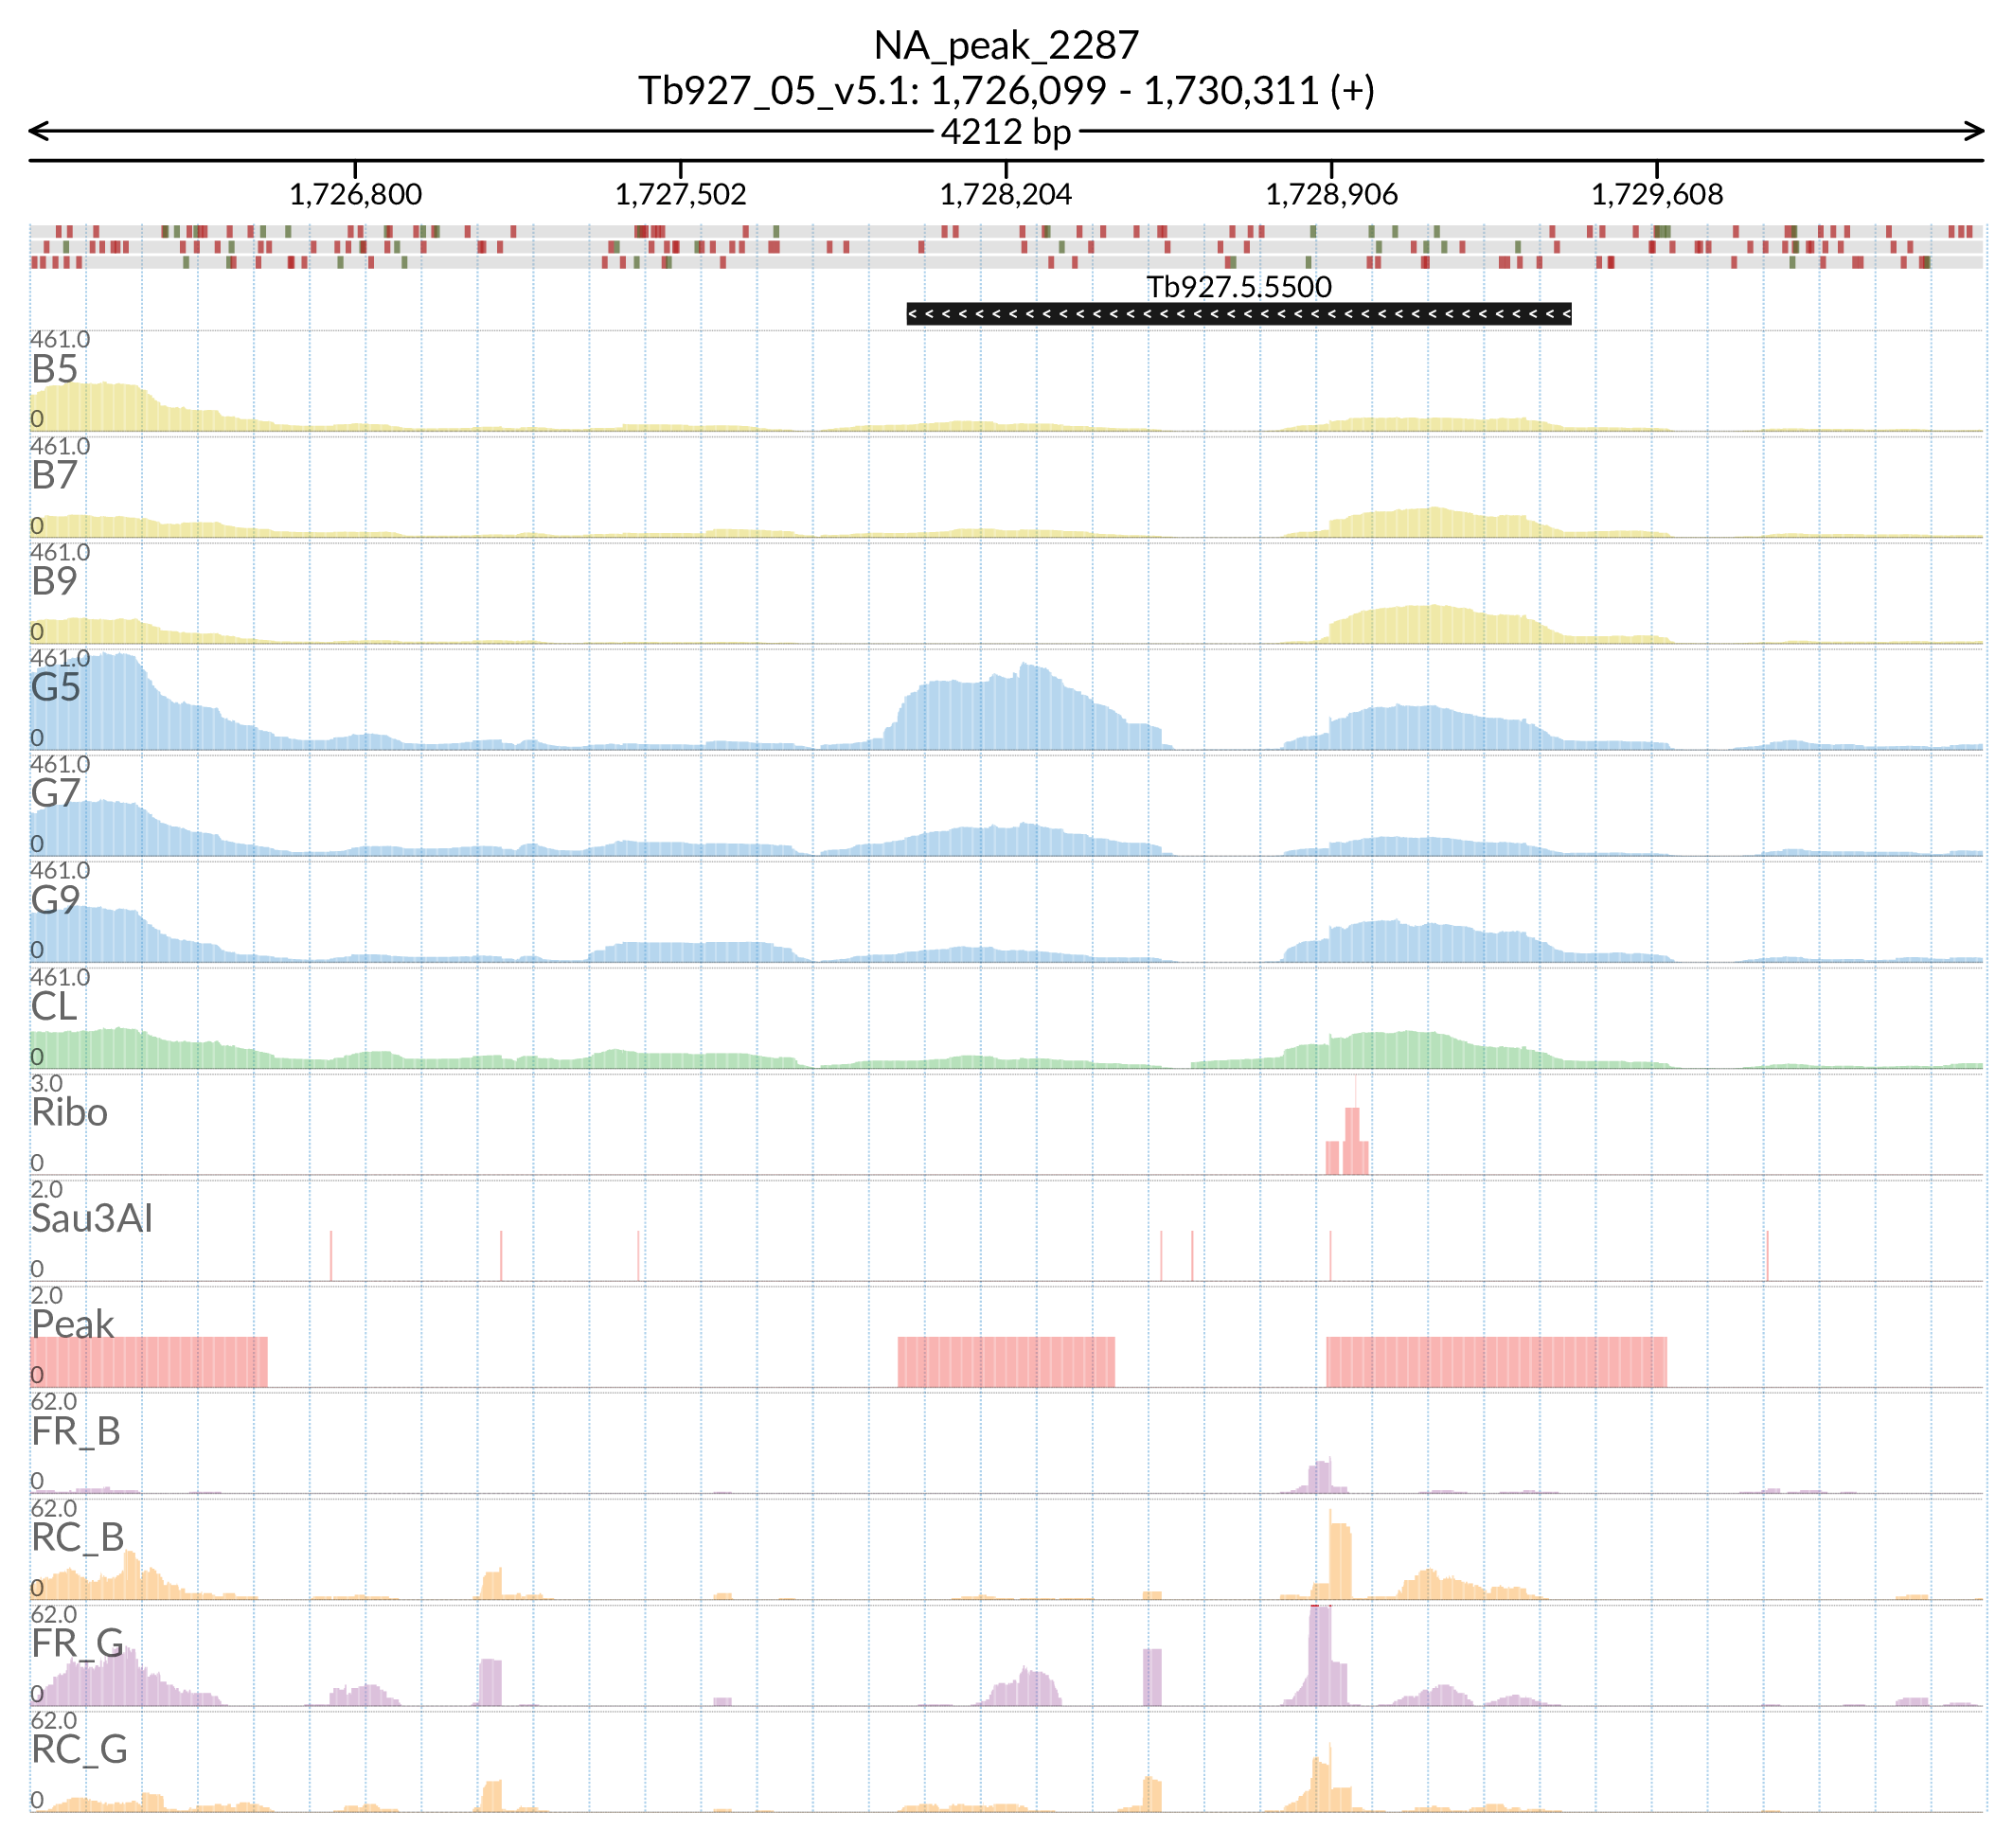 NA_peak_2287
Tb927_05_v5.1: 1,726,099 - 1,730,311 (+)
4212 bp
1,726,800 1,727,502 1,728,204 1,728,906 1,729,608
Tb927.5.5500
461.0
B5
0
461.0
B7
0
461.0
B9
0
461.0
G5
0
461.0
G7
0
461.0
G9
0
461.0
CL
0
3.0
Ribo
0
2.0
Sau3AI
0
2.0
Peak
0
62.0
FR_B
0
62.0
RC_B
0
62.0
FR_G
0
62.0
RC_G
0